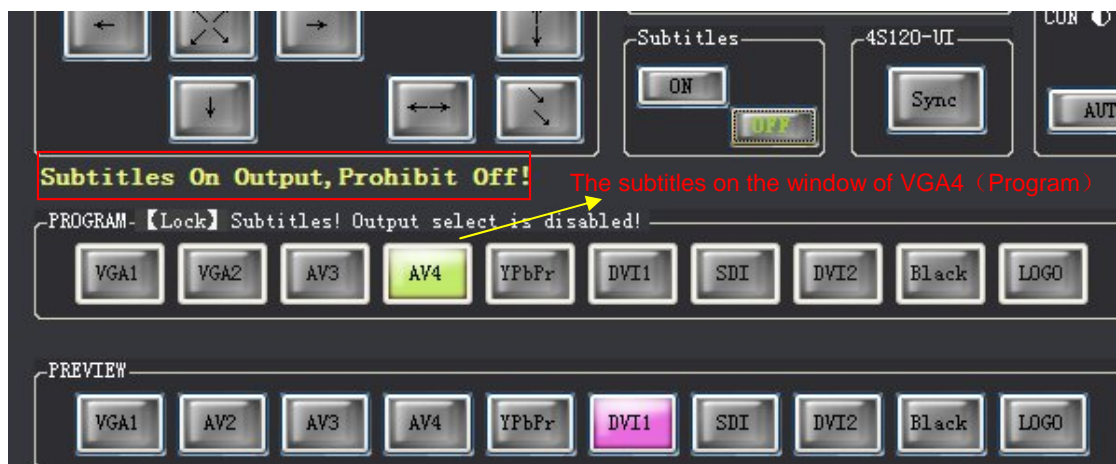 CON
Subtitles
4S120-UI
ON
OFF
Sync
Subtitles On Output,Prohibit Off!
The subtitles on the window of VGA4（Program）
PROGRAM-【Lock】Subtitles! Output select is disabled!
VGA1 VGA2 AV3 AV4 YPbPr DVI1 SDI DVI2 Black LOGO
PREVIEW
VGA1 AV2 AV3 AV4 YPbPr DVI1 SDI DVI2 Black LOGO